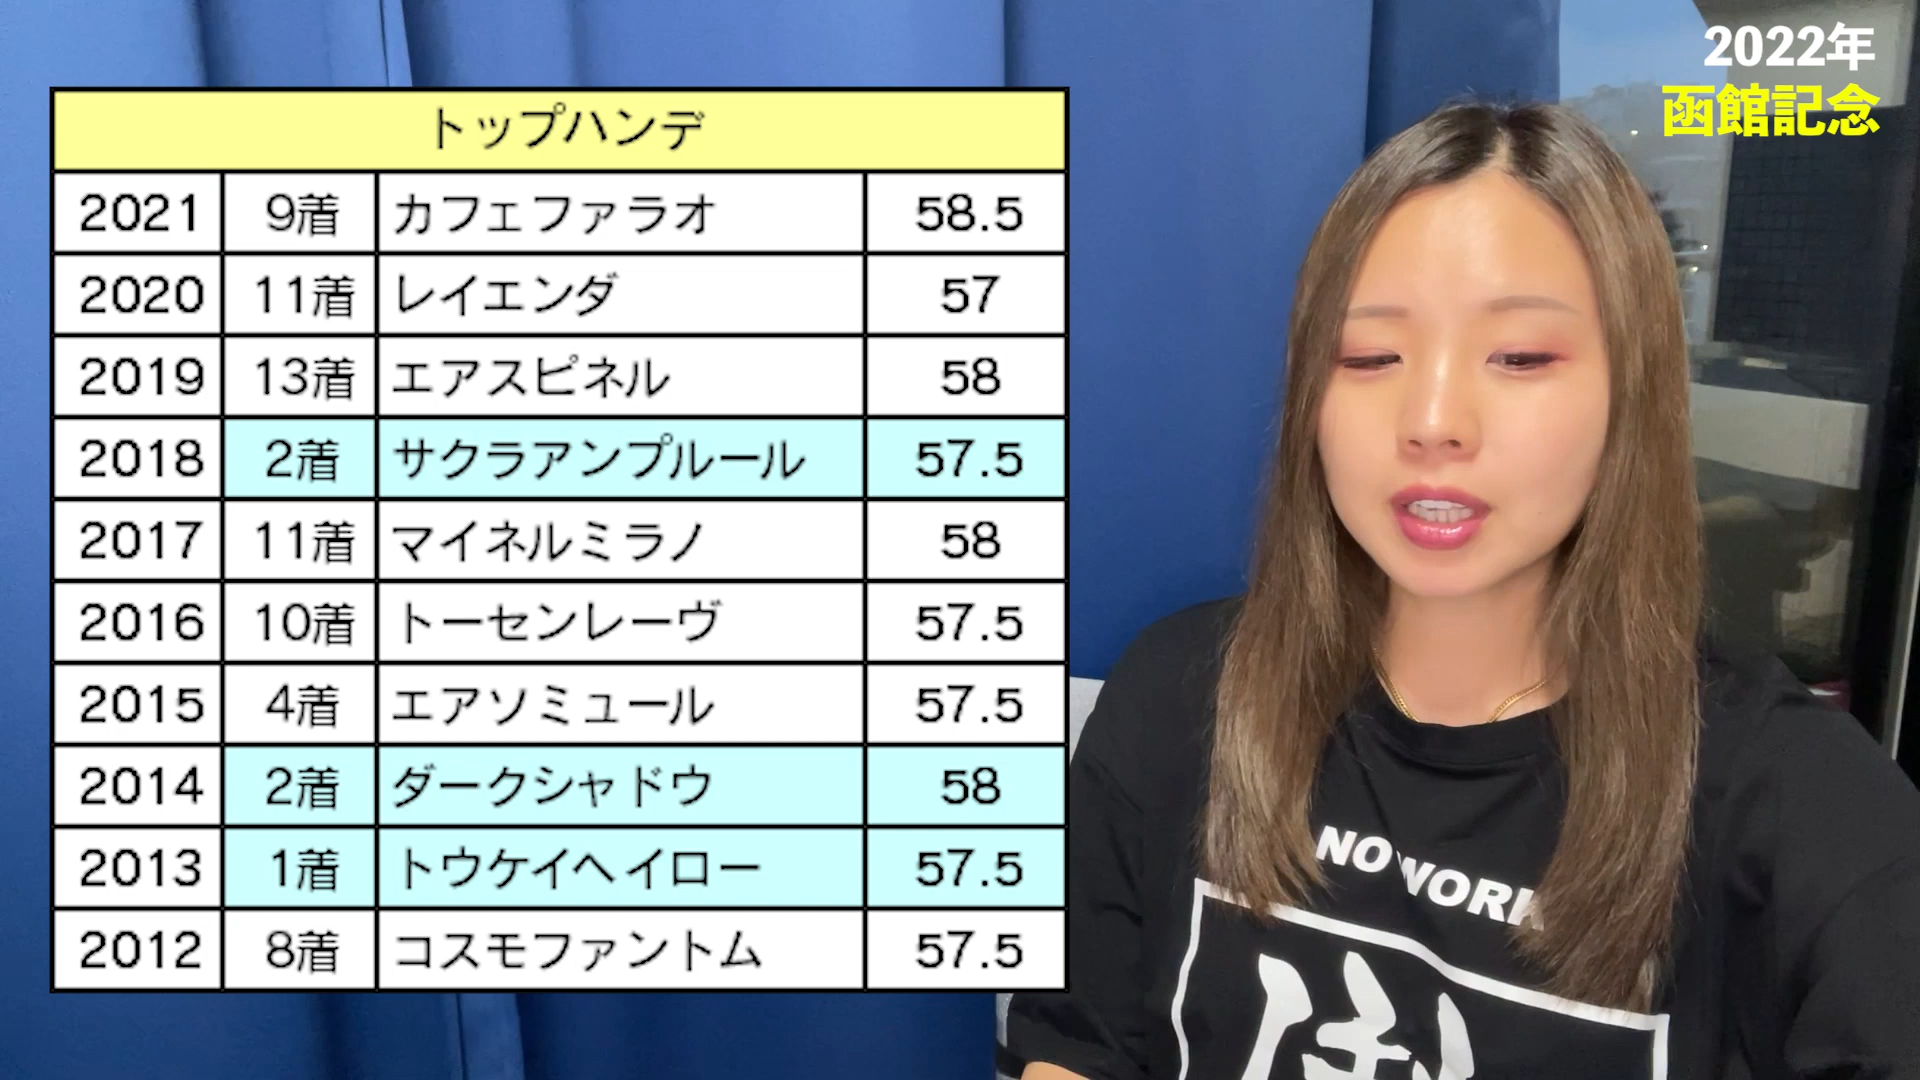 トップハンデ
2021 9着 カフェファラオ 58.5
2020 11着 レイエンダ 57
2019 13着 エアスピネル 58
2018 2着 サクラアンプルール 57.5
2017 11着 マイネルミラノ 58
2016 10着 トーセンレーヴ 57.5
2015 4着 エアソミュール 57.5
2014 2着 ダークシャドウ 58
2013 1着 トウケイヘイロー 57.5
2012 8着 コスモファントム 57.5
2022年
函館記念
NO WORK